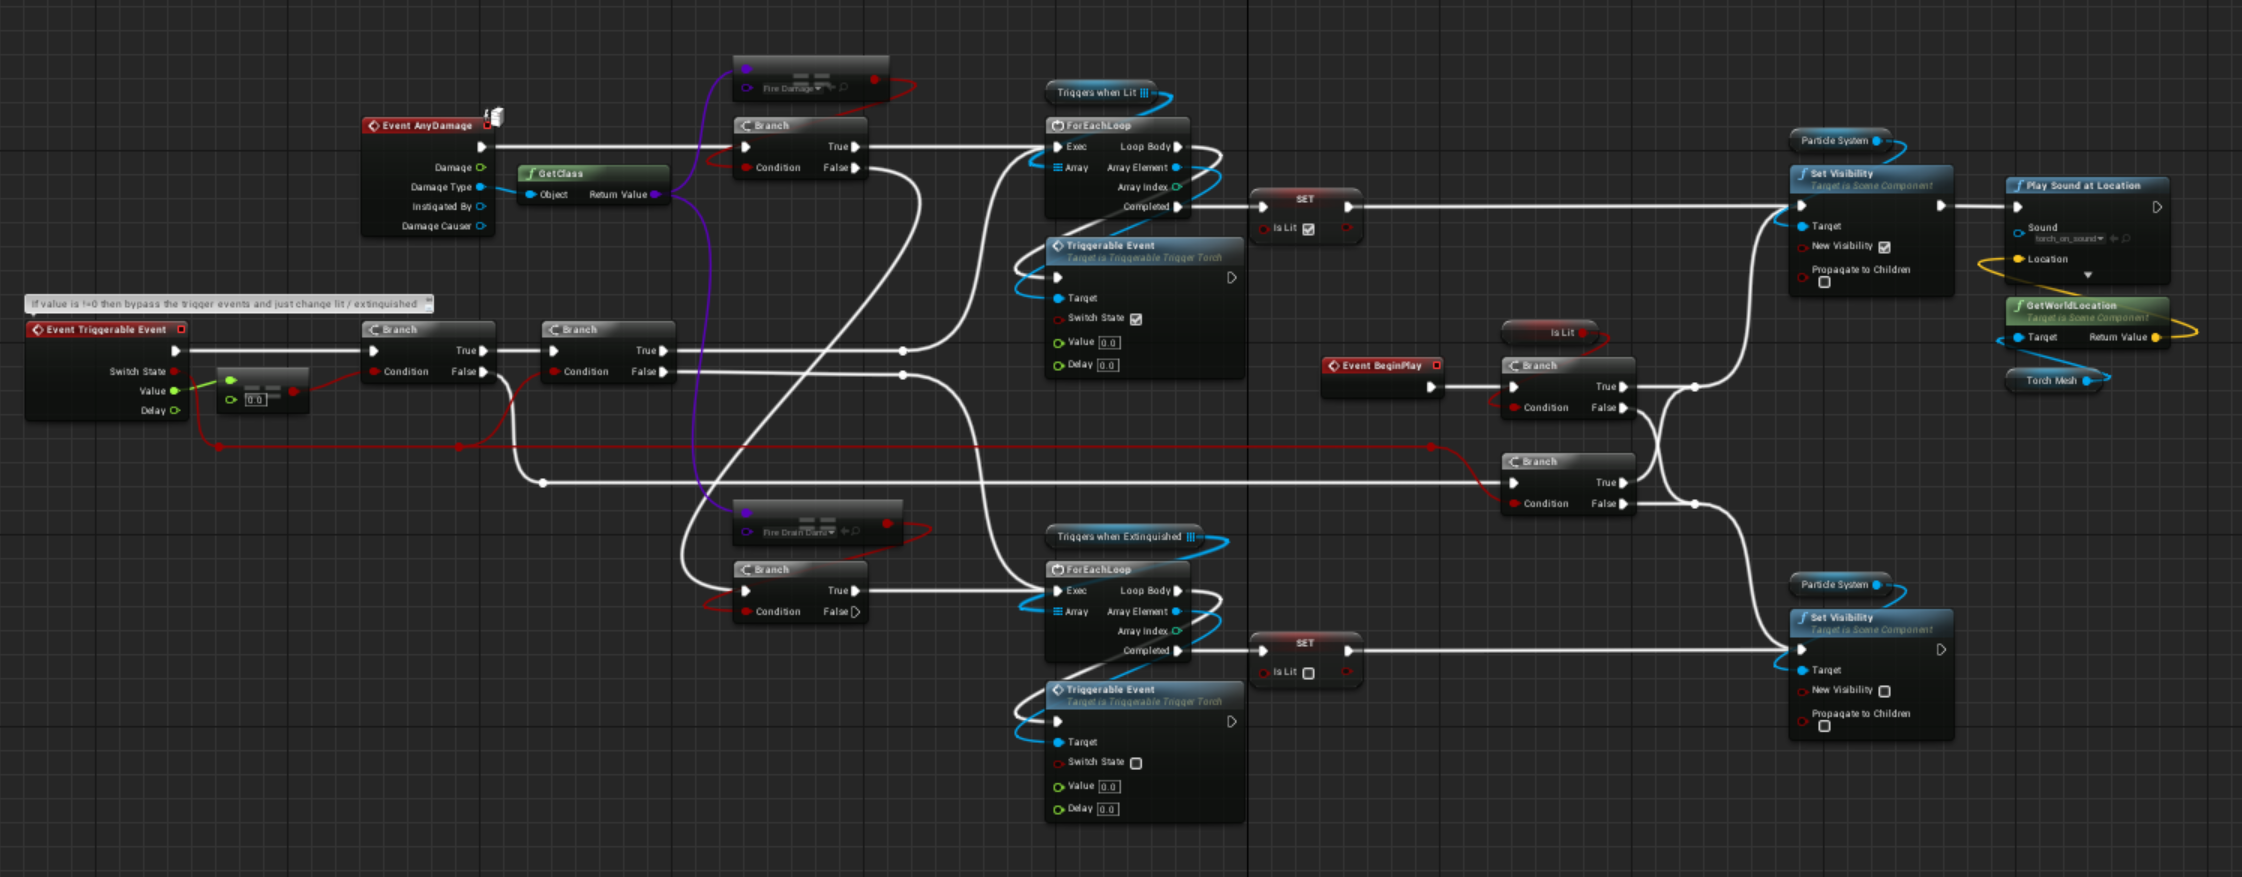 Fire Damage
Triggers when Lit
Event AnyDamage
Damage
Damage Type
Instigated By
Damage Causer
GetClass
Object Return Value
Branch
True
Condition False
ForEachLoop
Exec Loop Body
Array Array Element
Array Index
Completed
SET
Is Lit
Particle System
Set Visibility
Target is Scene Component
Target
New Visibility
Propagate to Children
Play Sound at Location
Sound
torch_on_sound
Location
Triggerable Event
Target is Triggerable Trigger Torch
Target
Switch State
Value 0.0
Delay 0.0
If value is !=0 then bypass the trigger events and just change lit / extinguished
Event Triggerable Event
Switch State
Value
Delay
0.0
Branch
True
Condition False
Branch
True
Condition False
GetWorldLocation
Target is Scene Component
Target Return Value
Torch Mesh
Is Lit
Event BeginPlay
Branch
True
Condition False
Branch
True
Condition False
Fire Drain Dama
Branch
True
Condition False
Triggers when Extinguished
ForEachLoop
Exec Loop Body
Array Array Element
Array Index
Completed
SET
Is Lit
Triggerable Event
Target is Triggerable Trigger Torch
Target
Switch State
Value 0.0
Delay 0.0
Particle System
Set Visibility
Target is Scene Component
Target
New Visibility
Propagate to Children